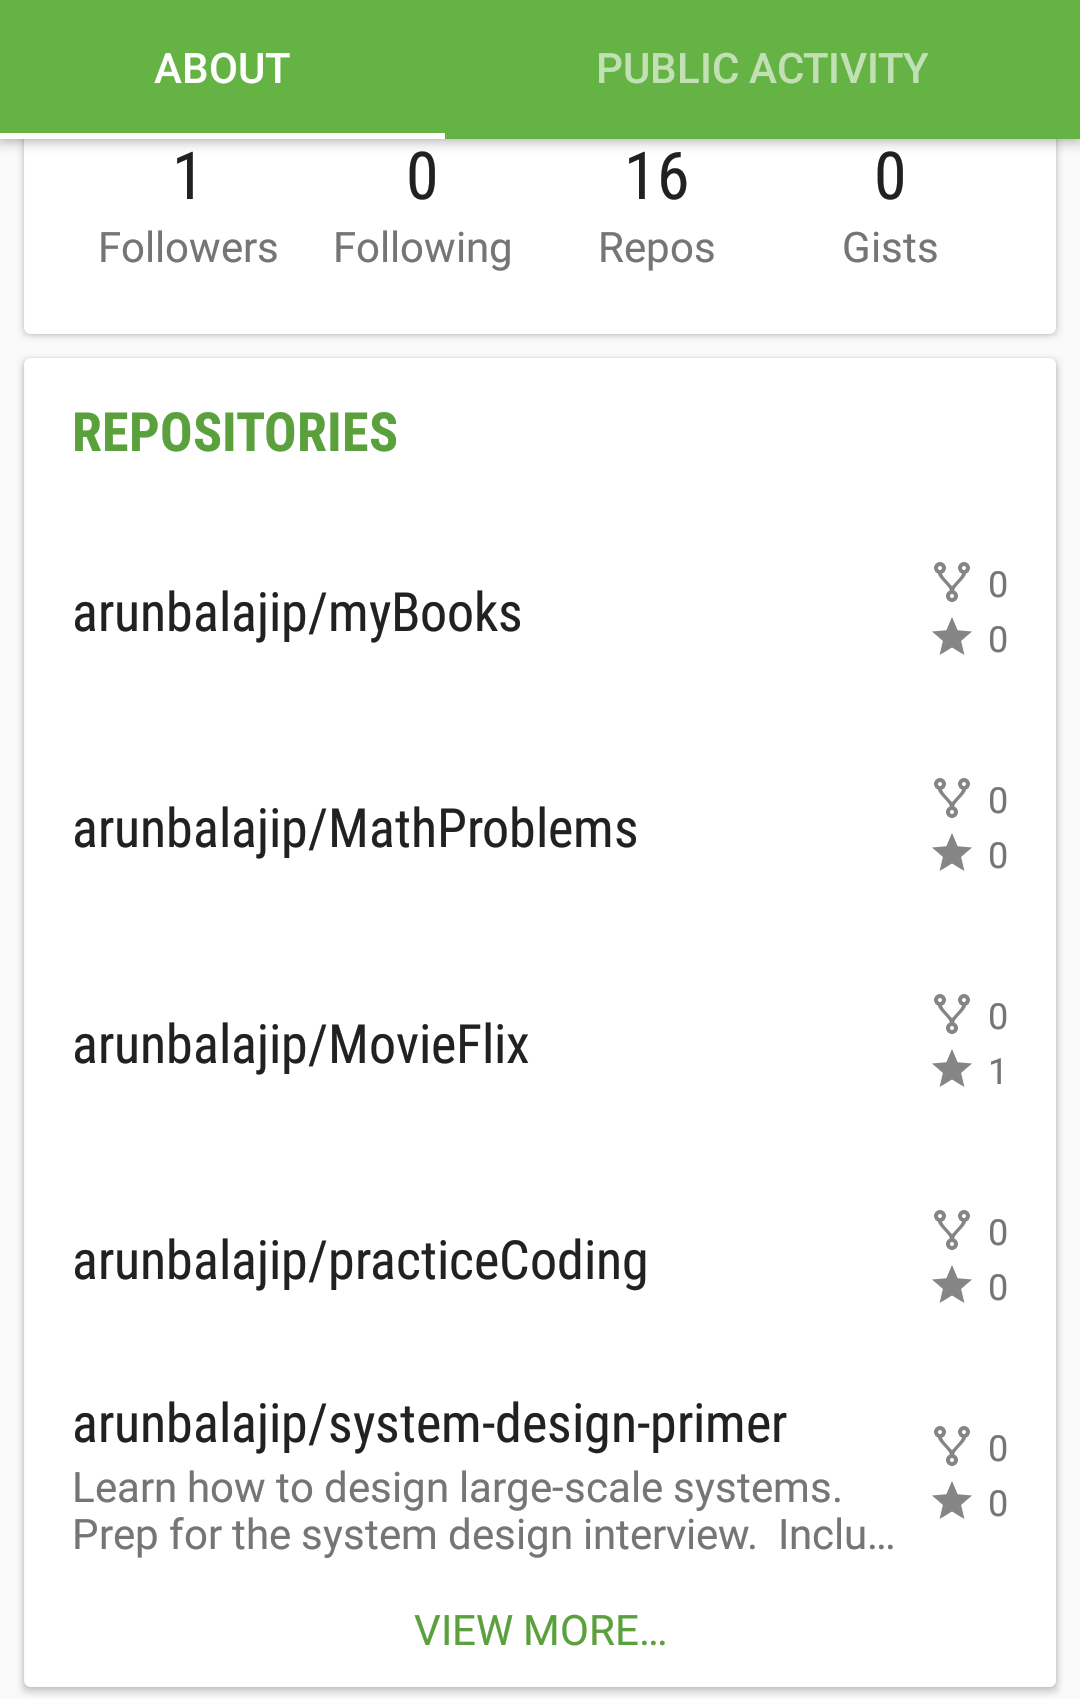 ABOUT PUBLIC ACTIVITY
1 0 16 0
Followers Following Repos Gists
REPOSITORIES
arunbalajip/myBooks 0
0
arunbalajip/MathProblems 0
0
arunbalajip/MovieFlix 0
1
arunbalajip/practiceCoding 0
0
arunbalajip/system-design-primer 0
Learn how to design large-scale systems. 0
Prep for the system design interview.  Inclu...
VIEW MORE...